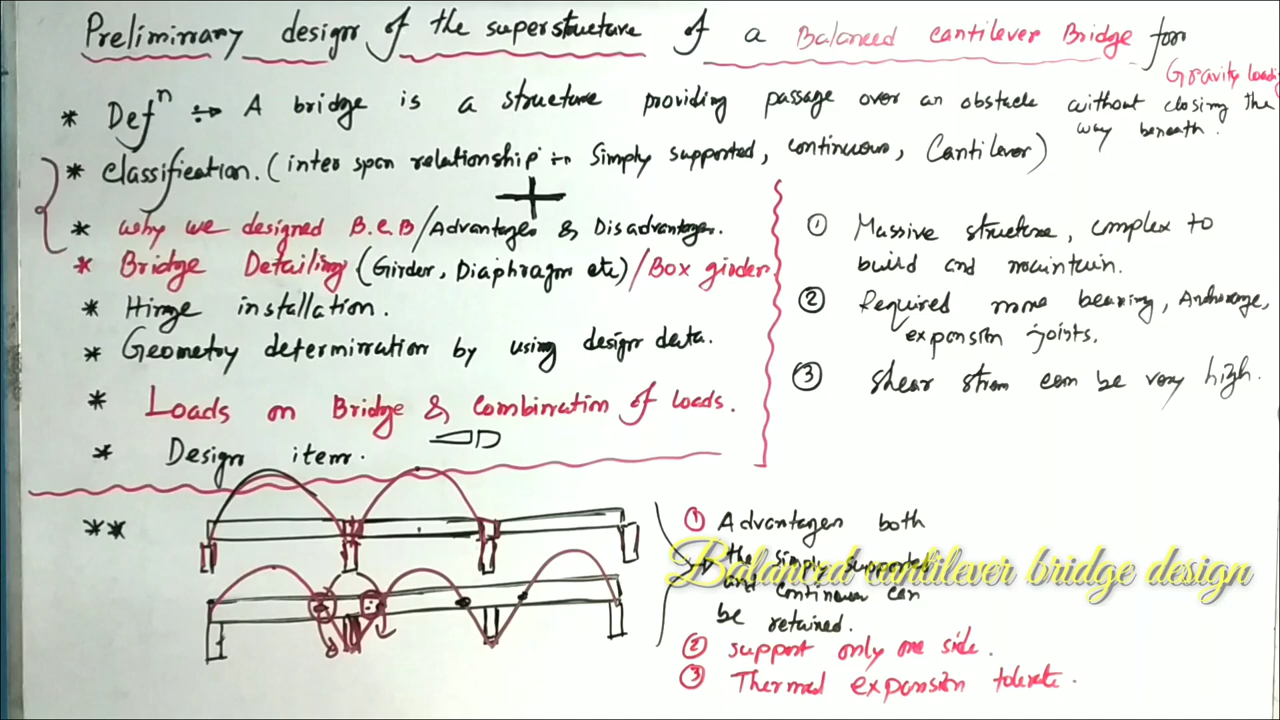 Preliminary design of the superstructure of a Balanced cantilever Bridge for
Gravity loading
* Defⁿ :→ A bridge is a structure providing passage over an obstacle without closing the
way beneath.
* Classification. (inter span relationship :- Simply supported, continuous, Cantilever)
* Why we designed B.C.B/Advantages & Disadvantages.
* Bridge Detailing (Girder, Diaphragm etc)/Box girder
* Hinge installation.
* Geometry determination by using design data.
* Loads on Bridge & Combination of loads.
* Design item.
① Massive structure, complex to
build and maintain.
② Required more bearing, Anchorage,
expansion joints.
③ Shear stress can be very high.
**
① Advantages both
the simply supported
and continuous can
be retained.
② support only one side.
③ Thermal expansion tolerate.
Balanced cantilever bridge design